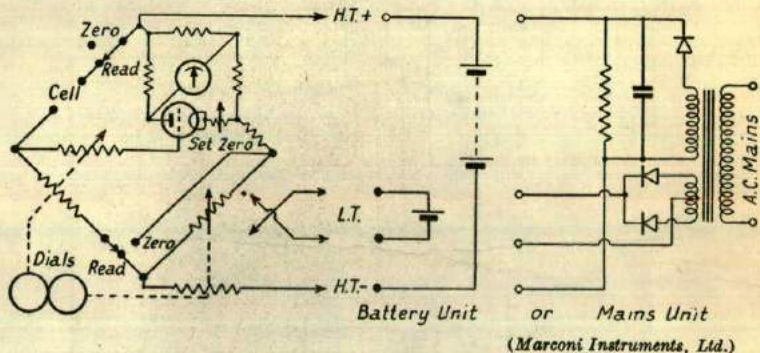 Zero
H.T.+
Read
Cell
Set Zero
A.C. Mains
L.T.
Zero
Dials
Read
H.T.-
Battery Unit or Mains Unit
(Marconi Instruments, Ltd.)